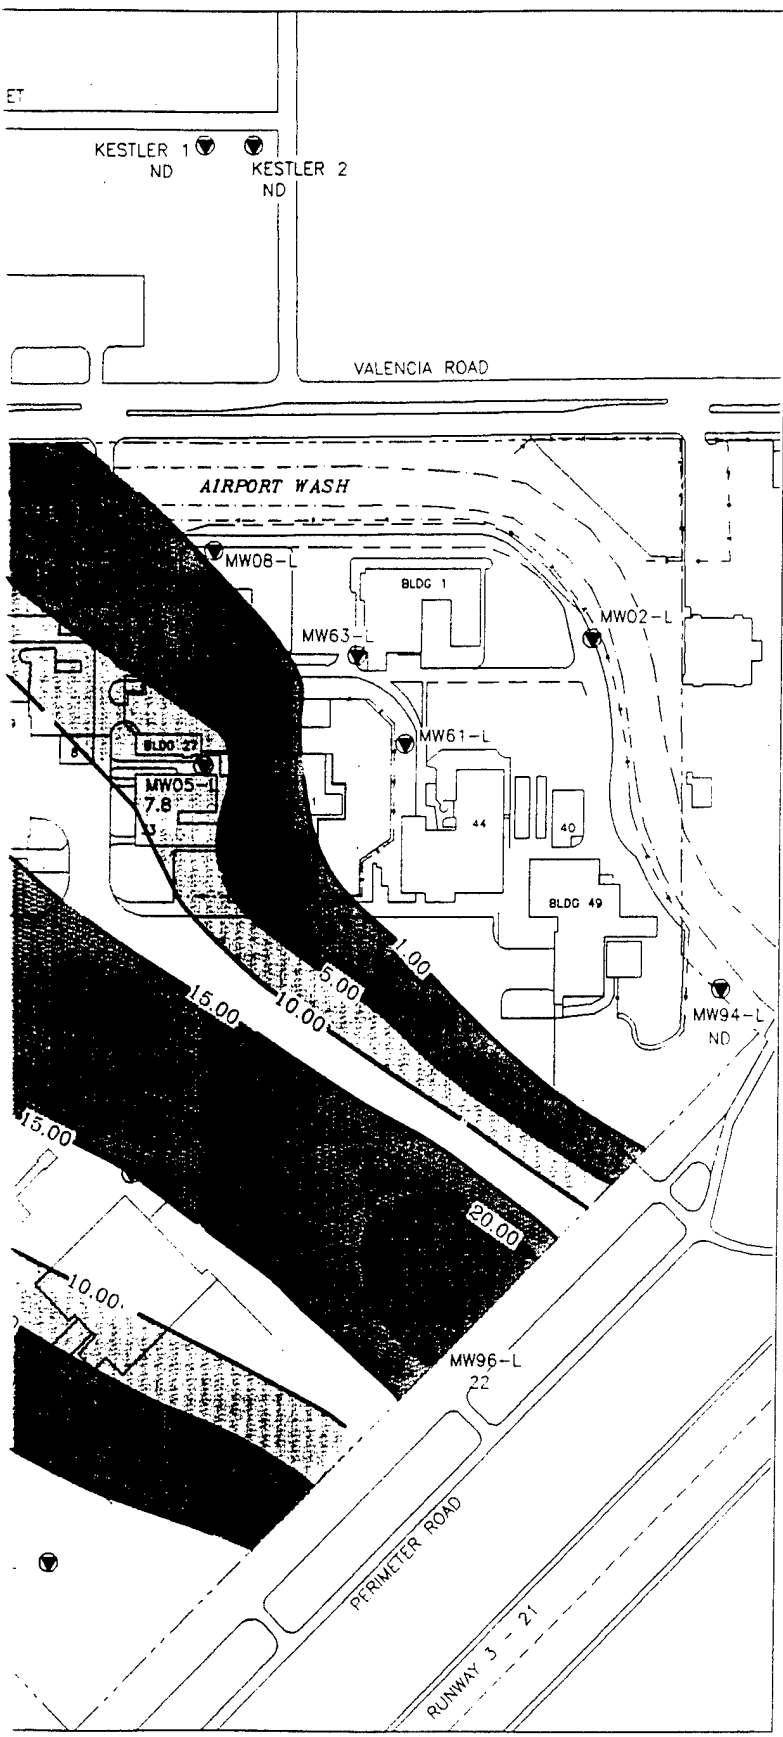 ET
KESTLER 1
ND
KESTLER 2
ND
VALENCIA ROAD
AIRPORT WASH
MW08-L
BLDG 1
MW02-L
MW63-L
BLDG 27
MW61-L
8
MW05-L
7.8
44
40
BLDG 49
1.00
5.00
10.00
15.00
MW94-L
ND
15.00
20.00
10.00
MW96-L
22
PERIMETER ROAD
RUNWAY 3 - 21